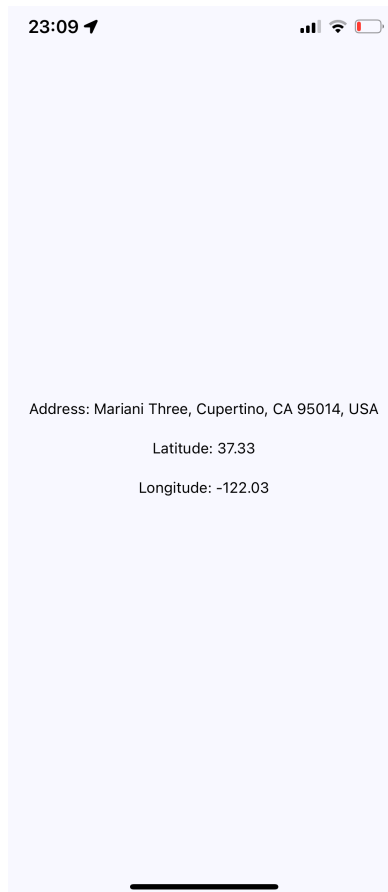 23:09
Address: Mariani Three, Cupertino, CA 95014, USA
Latitude: 37.33
Longitude: -122.03